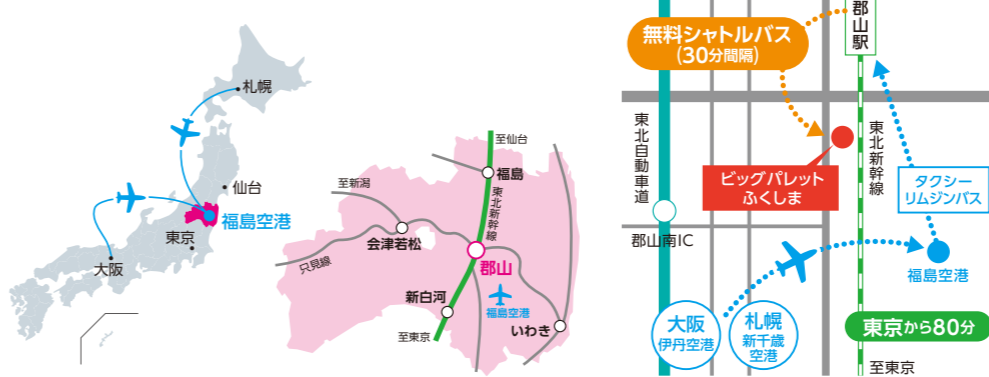 札幌
仙台
福島空港
東京
大阪
至仙台
福島
至新潟
東北新幹線
会津若松
只見線
郡山
新白河
福島空港
いわき
至東京
無料シャトルバス
(30分間隔)
郡山駅
東北自動車道
東北新幹線
ビッグパレット
ふくしま
タクシー
リムジンバス
郡山南IC
福島空港
大阪
伊丹空港
札幌
新千歳
空港
東京から80分
至東京